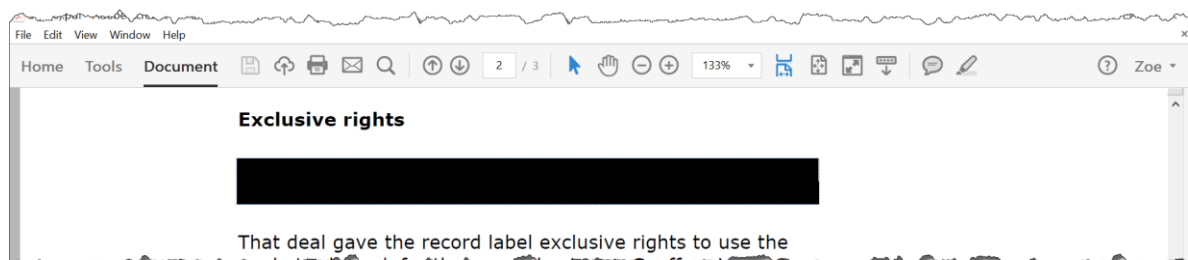 File Edit View Window Help
Home Tools Document 2 / 3 133% Zoe
Exclusive rights
That deal gave the record label exclusive rights to use the